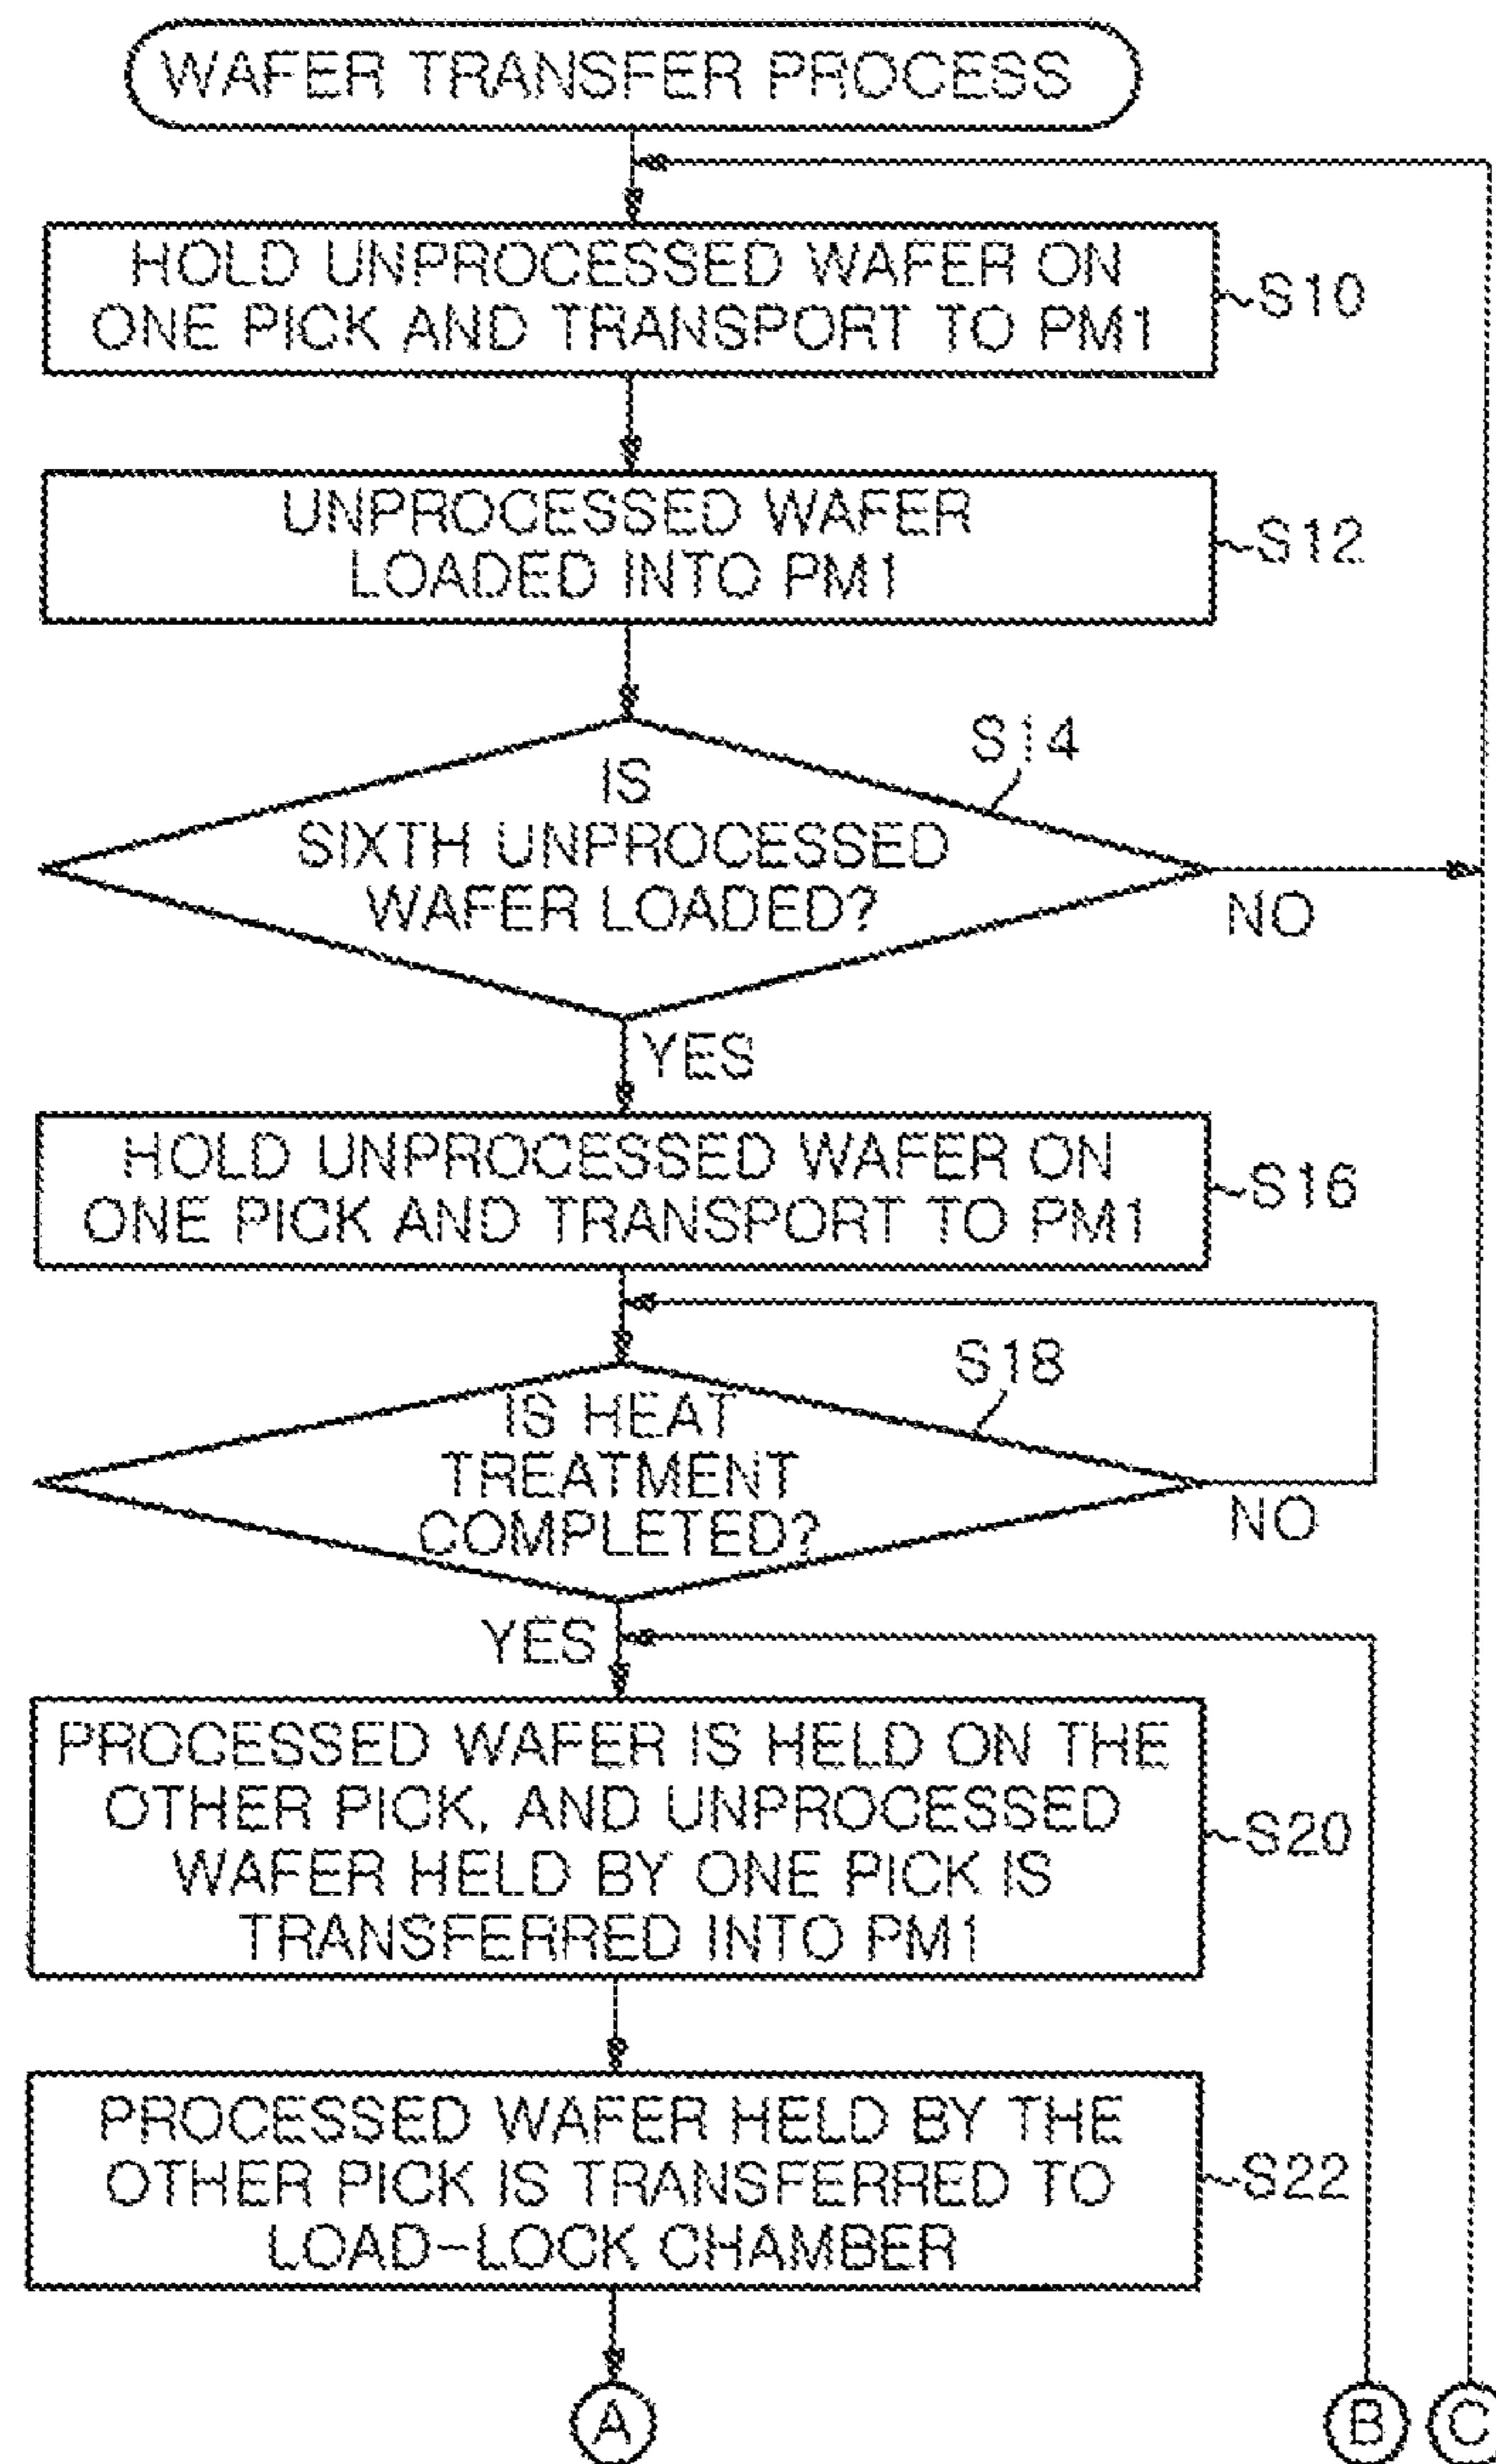 WAFER TRANSFER PROCESS
HOLD UNPROCESSED WAFER ON
ONE PICK AND TRANSPORT TO PM1
S10
UNPROCESSED WAFER
LOADED INTO PM1
S12
S14
IS
SIXTH UNPROCESSED
WAFER LOADED?
NO
YES
HOLD UNPROCESSED WAFER ON
ONE PICK AND TRANSPORT TO PM1
S16
S18
IS HEAT
TREATMENT
COMPLETED?
NO
YES
PROCESSED WAFER IS HELD ON THE
OTHER PICK, AND UNPROCESSED
WAFER HELD BY ONE PICK IS
TRANSFERRED INTO PM1
S20
PROCESSED WAFER HELD BY THE
OTHER PICK IS TRANSFERRED TO
LOAD-LOCK CHAMBER
S22
A
B
C